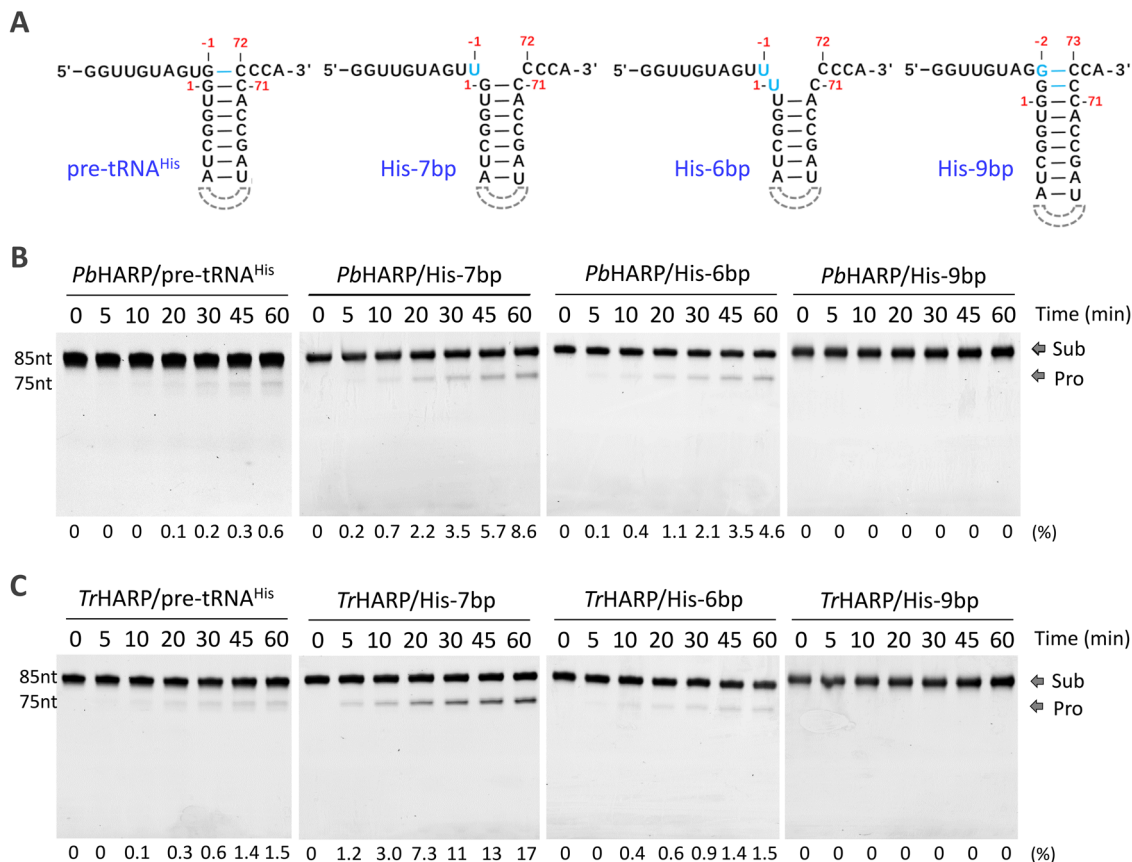 A
-1 72 -1 72 -1 72 -2 73
5'-GGUUGUAGUG — CCCA-3' 5'-GGUUGUAGUU CCCA-3' 5'-GGUUGUAGUU CCCA-3' 5'-GGUUGUAGG — CCA-3'
1-G — C-71 1-G — C-71 1-U C-71 G — C
U — A U — A U — A 1-G — C-71
G — C G — C G — C U — A
G — C G — C G — C G — C
C — G C — G C — G G — C
U — A U — A U — A C — G
A — U A — U A — U U — A
A — U
pre-tRNAHis His-7bp His-6bp His-9bp
B
PbHARP/pre-tRNAHis PbHARP/His-7bp PbHARP/His-6bp PbHARP/His-9bp
0 5 10 20 30 45 60 0 5 10 20 30 45 60 0 5 10 20 30 45 60 0 5 10 20 30 45 60 Time (min)
85nt Sub
75nt Pro
0 0 0 0.1 0.2 0.3 0.6 0 0.2 0.7 2.2 3.5 5.7 8.6 0 0.1 0.4 1.1 2.1 3.5 4.6 0 0 0 0 0 0 0 (%)
C
TrHARP/pre-tRNAHis TrHARP/His-7bp TrHARP/His-6bp TrHARP/His-9bp
0 5 10 20 30 45 60 0 5 10 20 30 45 60 0 5 10 20 30 45 60 0 5 10 20 30 45 60 Time (min)
85nt Sub
75nt Pro
0 0 0.1 0.3 0.6 1.4 1.5 0 1.2 3.0 7.3 11 13 17 0 0 0.4 0.6 0.9 1.4 1.5 0 0 0 0 0 0 0 (%)